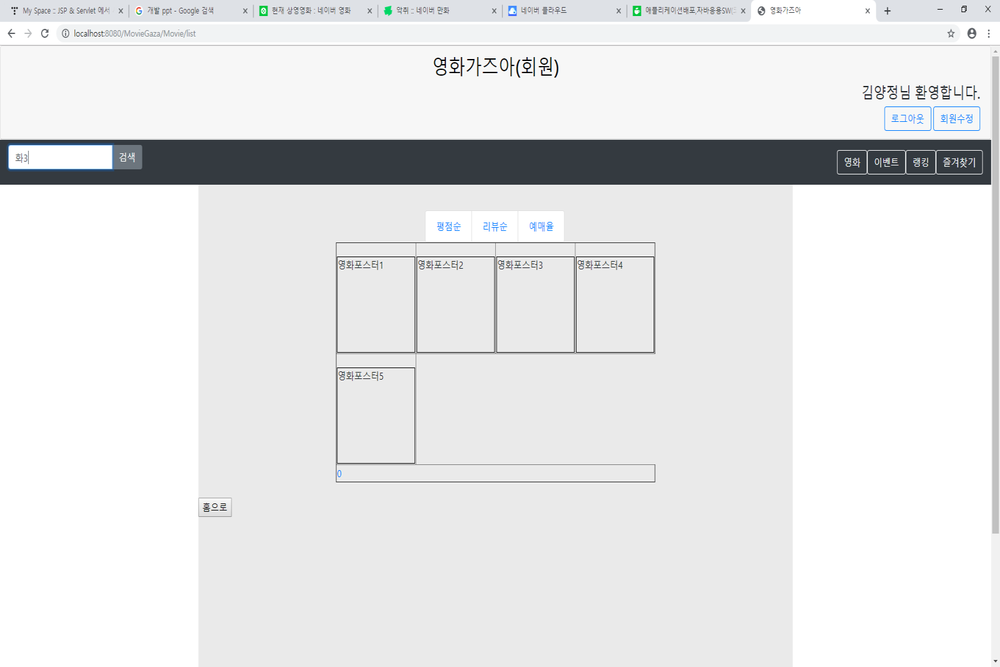 My Space :: JSP & Servlet 에서
개발 ppt - Google 검색
현재 상영영화 : 네이버 영화
악취 :: 네이버 만화
네이버 클라우드
애플리케이션배포,자바응용SW(
영화가즈아
localhost:8080/MovieGaza/Movie/list
영화가즈아(회원)
김양정님 환영합니다.
로그아웃 회원수정
화3 검색
영화 이벤트 랭킹 즐겨찾기
평점순 리뷰순 예매율
영화포스터1 영화포스터2 영화포스터3 영화포스터4
영화포스터5
0
홈으로